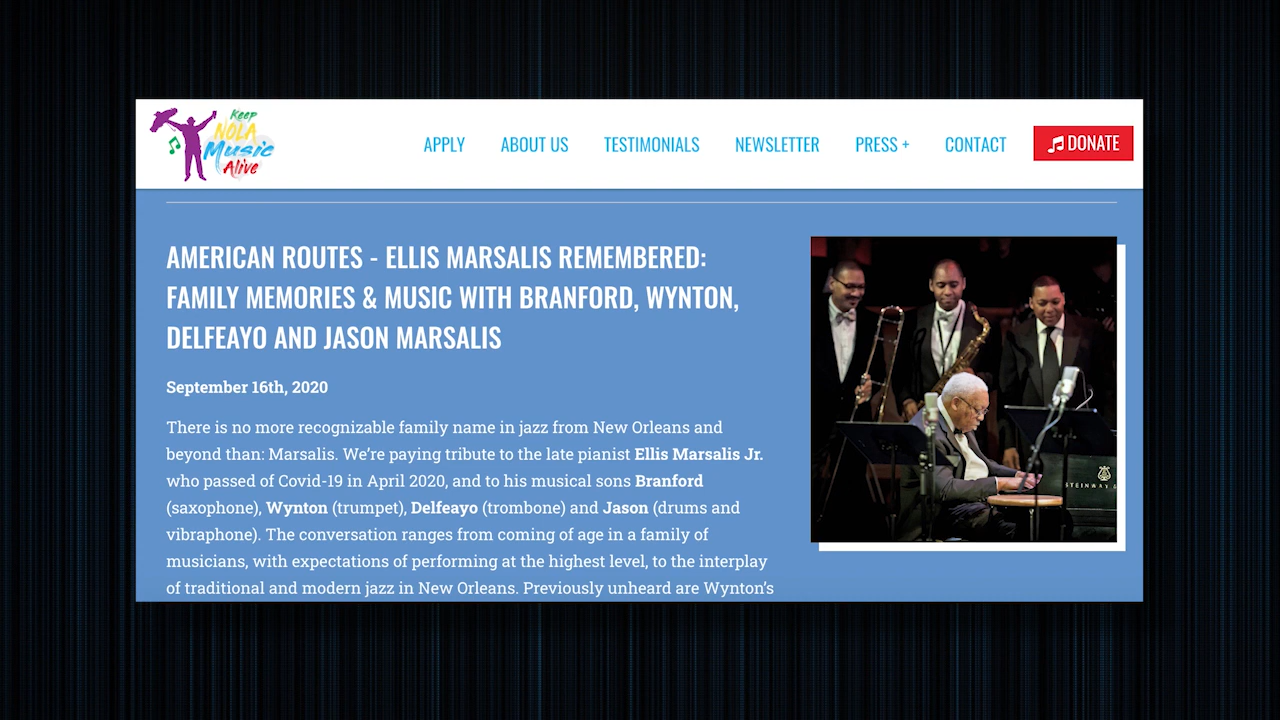 Keep
NOLA
Music
Alive
APPLY
ABOUT US
TESTIMONIALS
NEWSLETTER
PRESS +
CONTACT
DONATE
AMERICAN ROUTES - ELLIS MARSALIS REMEMBERED:
FAMILY MEMORIES & MUSIC WITH BRANFORD, WYNTON,
DELFEAYO AND JASON MARSALIS
September 16th, 2020
There is no more recognizable family name in jazz from New Orleans and
beyond than: Marsalis. We’re paying tribute to the late pianist Ellis Marsalis Jr.
who passed of Covid-19 in April 2020, and to his musical sons Branford
(saxophone), Wynton (trumpet), Delfeayo (trombone) and Jason (drums and
vibraphone). The conversation ranges from coming of age in a family of
musicians, with expectations of performing at the highest level, to the interplay
of traditional and modern jazz in New Orleans. Previously unheard are Wynton’s
STEINWAY &